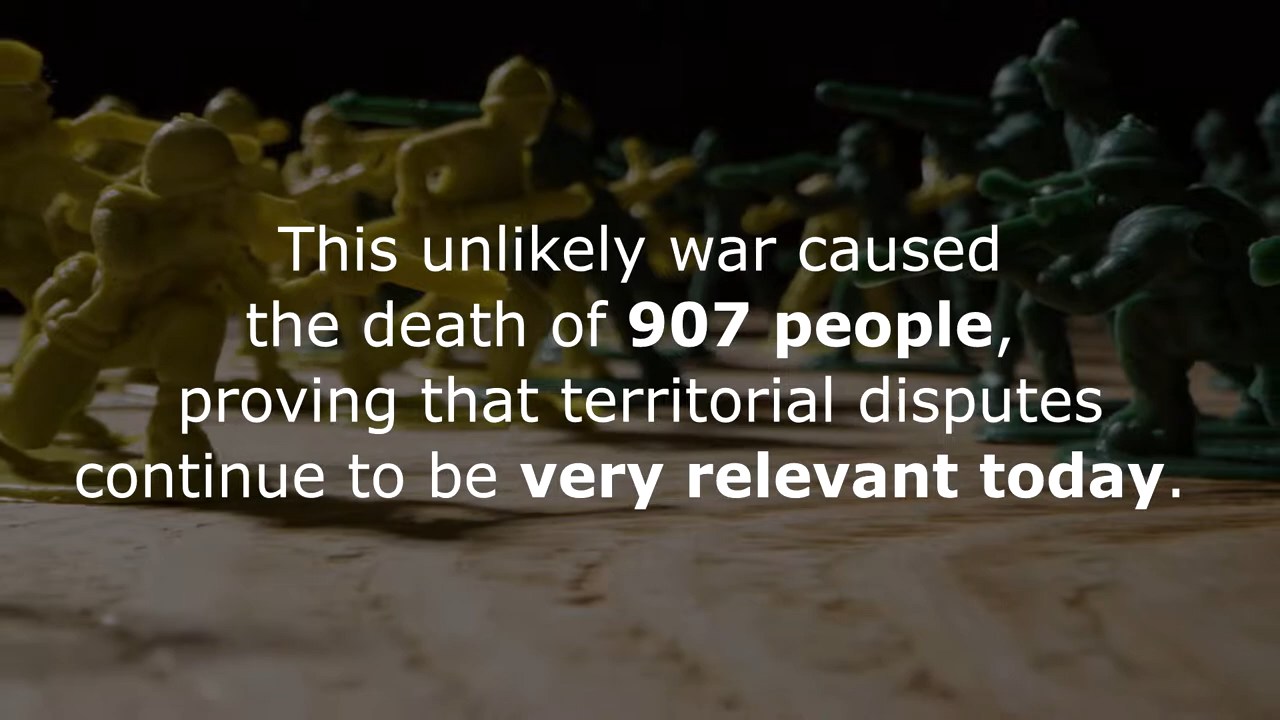 This unlikely war caused
the death of 907 people,
proving that territorial disputes
continue to be very relevant today.